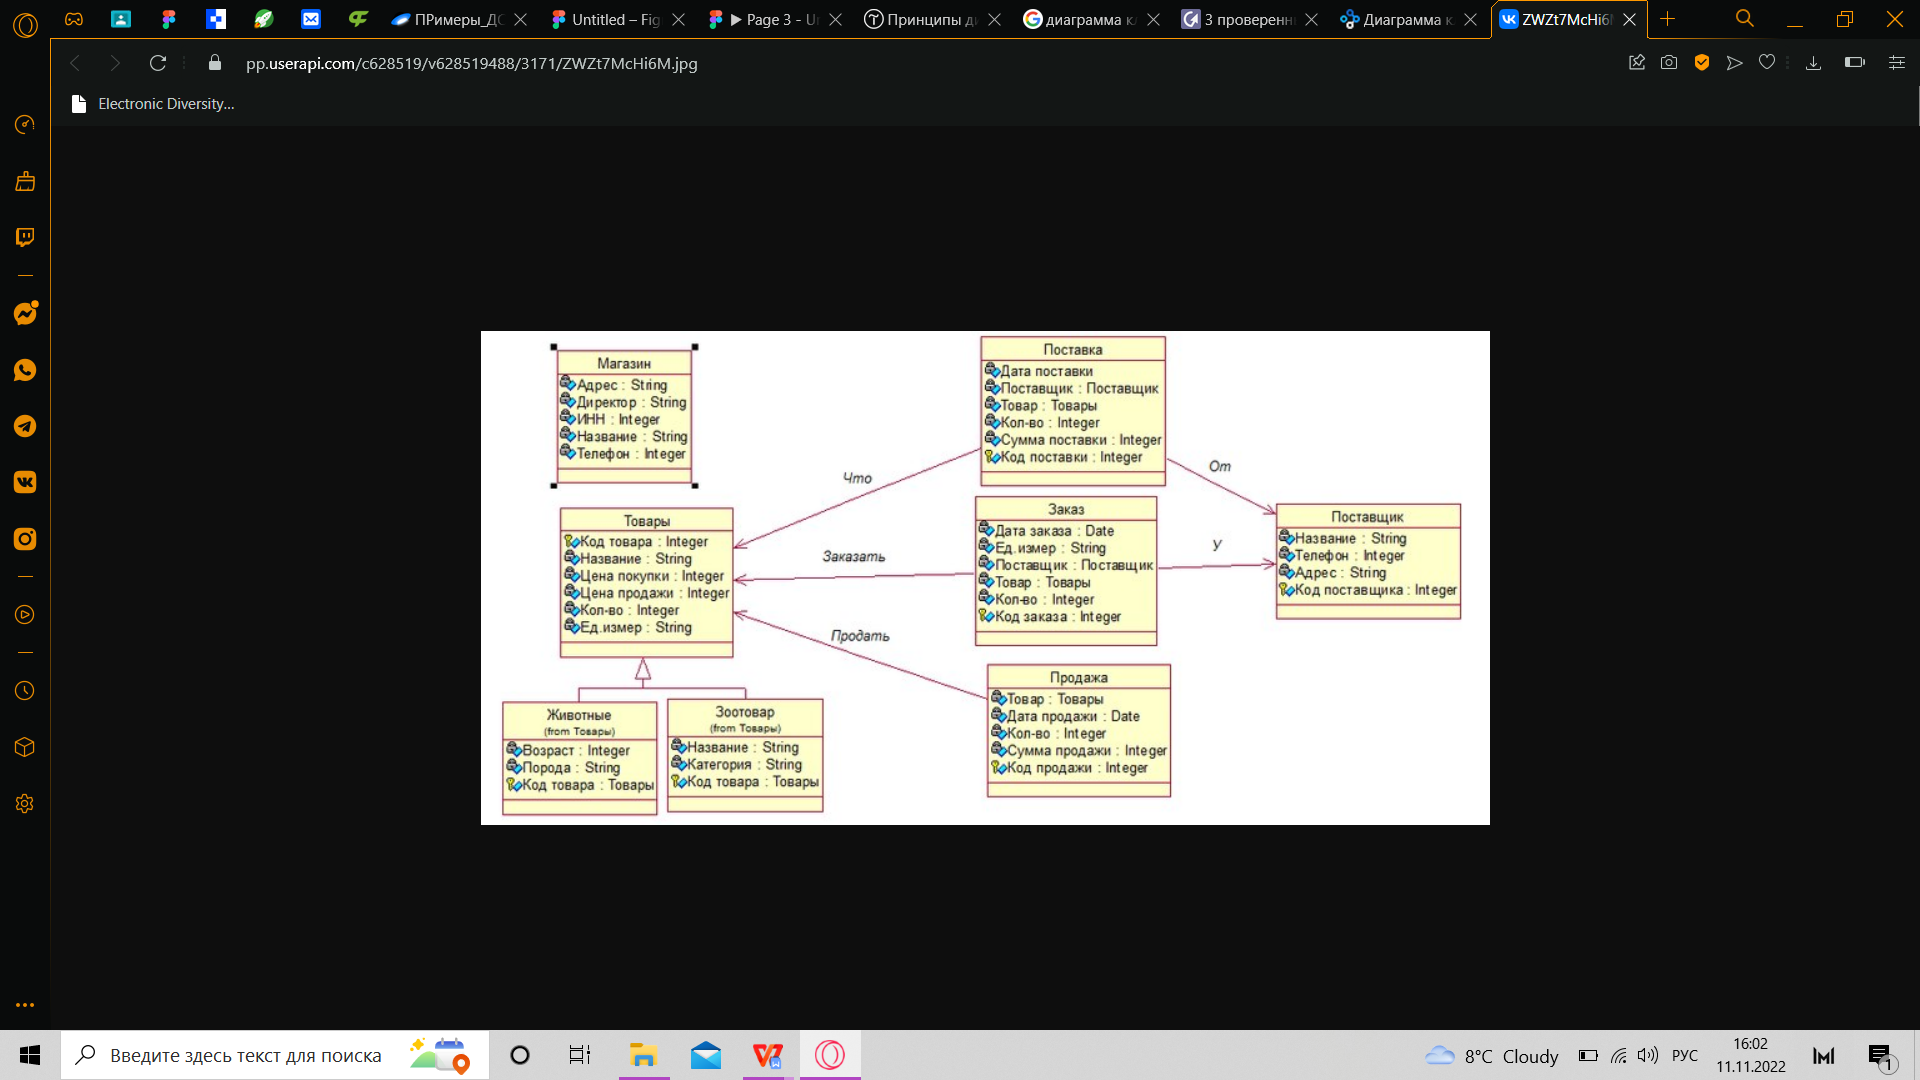 ПРимеры_ДС
Untitled – Fig
▶ Page 3 - U
Принципы ди
диаграмма кл
3 проверенн
Диаграмма к
ZWZt7McHi6
pp.userapi.com/c628519/v628519488/3171/ZWZt7McHi6M.jpg
Electronic Diversity...
Магазин
Адрес : String
Директор : String
ИНН : Integer
Название : String
Телефон : Integer
Поставка
Дата поставки
Поставщик : Поставщик
Товар : Товары
Кол-во : Integer
Сумма поставки : Integer
Код поставки : Integer
Что
От
Товары
Код товара : Integer
Название : String
Цена покупки : Integer
Цена продажи : Integer
Кол-во : Integer
Ед.измер : String
Заказать
Заказ
Дата заказа : Date
Ед.измер : String
Поставщик : Поставщик
Товар : Товары
Кол-во : Integer
Код заказа : Integer
У
Поставщик
Название : String
Телефон : Integer
Адрес : String
Код поставщика : Integer
Продать
Продажа
Товар : Товары
Дата продажи : Date
Кол-во : Integer
Сумма продажи : Integer
Код продажи : Integer
Животные
(from Товары)
Возраст : Integer
Порода : String
Код товара : Товары
Зоотовар
(from Товары)
Название : String
Категория : String
Код товара : Товары
Введите здесь текст для поиска
8°C Cloudy
РУС
16:02
11.11.2022
1